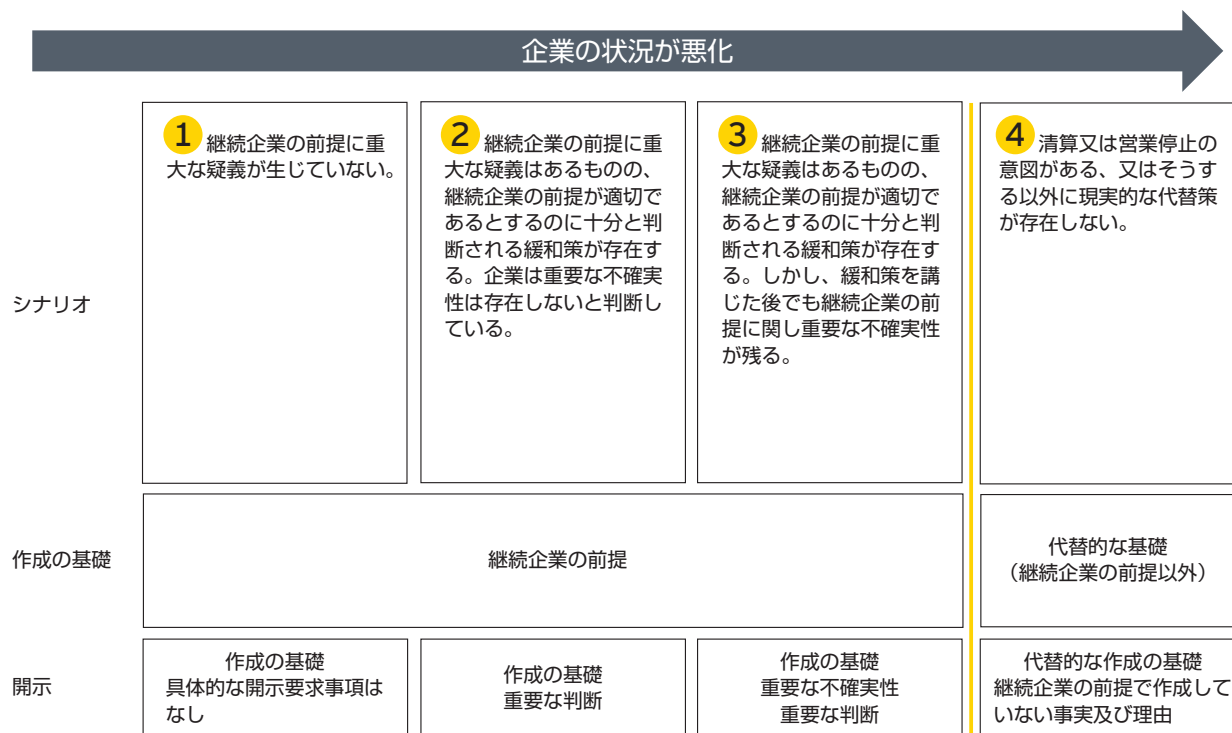 企業の状況が悪化
シナリオ
1 継続企業の前提に重
大な疑義が生じていない。
2 継続企業の前提に重
大な疑義はあるものの、
継続企業の前提が適切で
あるとするのに十分と判
断される緩和策が存在す
る。企業は重要な不確実
性は存在しないと判断し
ている。
3 継続企業の前提に重
大な疑義はあるものの、
継続企業の前提が適切で
あるとするのに十分と判
断される緩和策が存在す
る。しかし、緩和策を講
じた後でも継続企業の前
提に関し重要な不確実性
が残る。
4 清算又は営業停止の
意図がある、又はそうす
る以外に現実的な代替策
が存在しない。
作成の基礎
継続企業の前提
代替的な基礎
（継続企業の前提以外）
開示
作成の基礎
具体的な開示要求事項は
なし
作成の基礎
重要な判断
作成の基礎
重要な不確実性
重要な判断
代替的な作成の基礎
継続企業の前提で作成して
いない事実及び理由